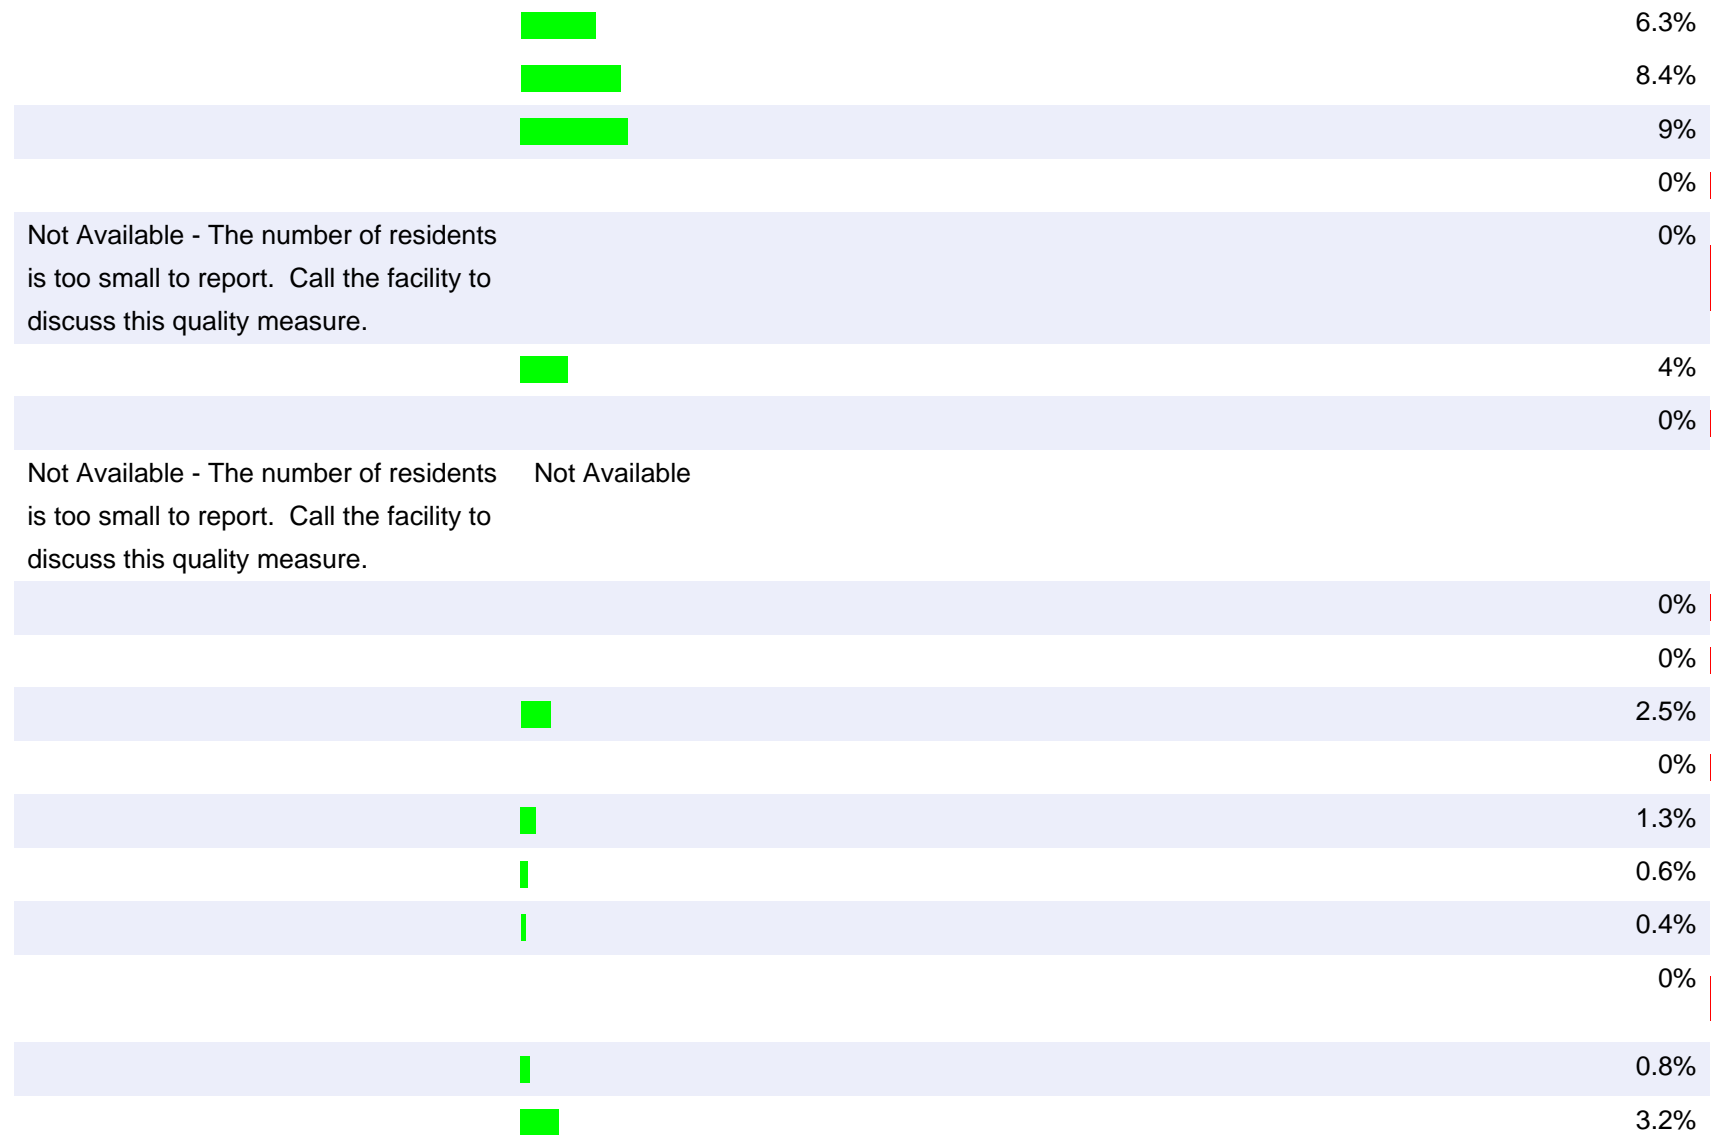 6.3%
8.4%
9%
0%
Not Available - The number of residents 0%
is too small to report.  Call the facility to
discuss this quality measure.
4%
0%
Not Available - The number of residents Not Available
is too small to report.  Call the facility to
discuss this quality measure.
0%
0%
2.5%
0%
1.3%
0.6%
0.4%
0%
0.8%
3.2%